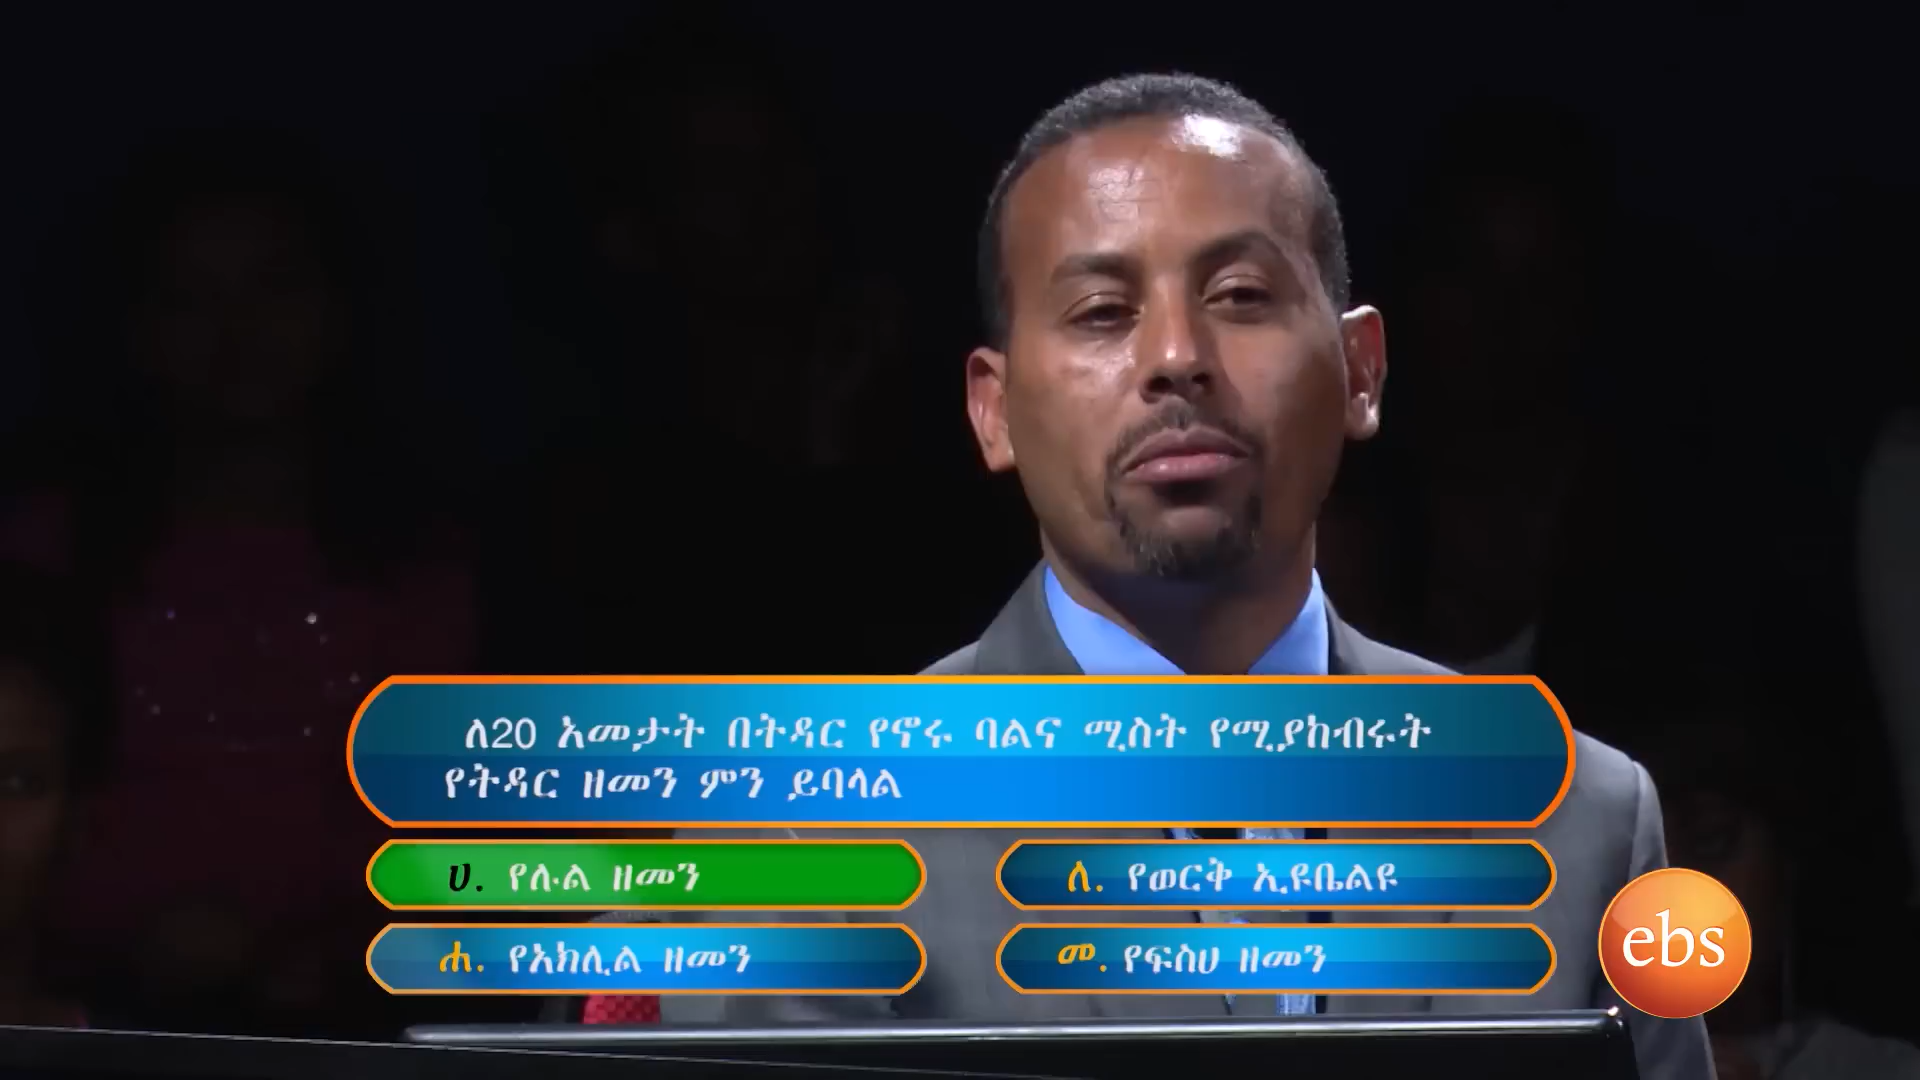 ለ20 አመታት በትዳር የኖሩ ባልና ሚስት የሚያከብሩት
የትዳር ዘመን ምን ይባላል
ሀ. የሉል ዘመን
ለ. የወርቅ ኢዩቤልዩ
ሐ. የአክሊል ዘመን
መ. የፍስሀ ዘመን
ebs